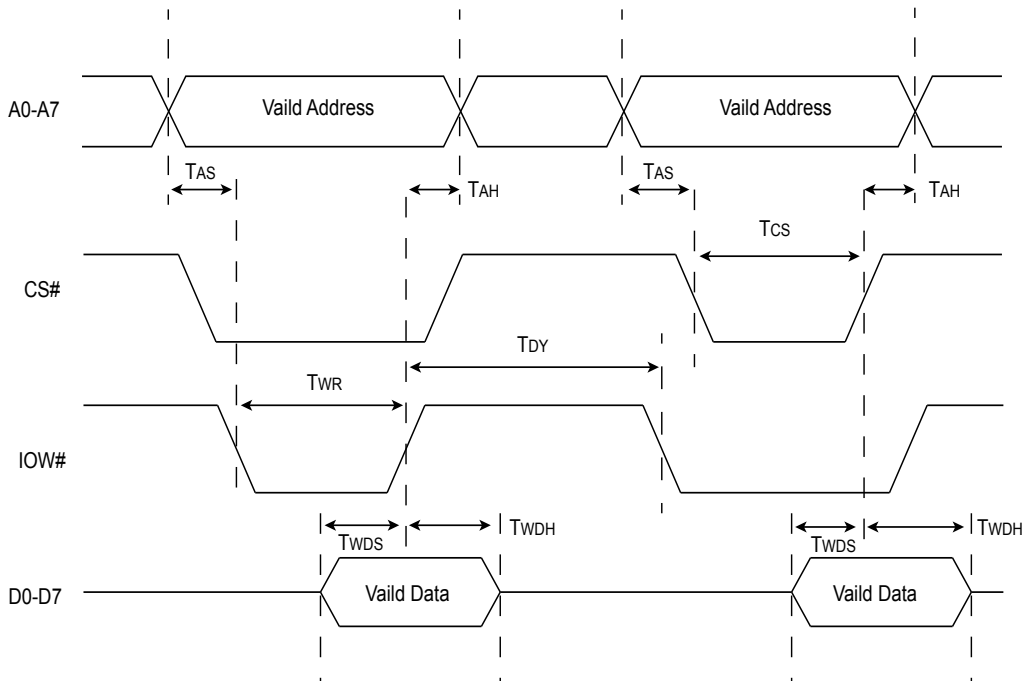 A0-A7
Vaild Address
Vaild Address
TAS
TAH
TAS
TAH
TCS
CS#
TDY
TWR
IOW#
TWDS
TWDH
TWDS
TWDH
D0-D7
Vaild Data
Vaild Data